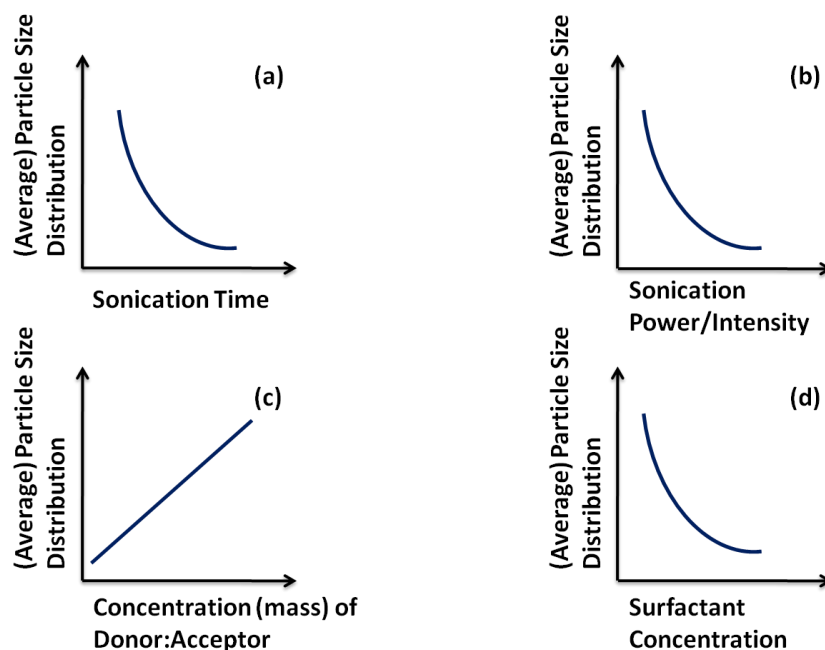 (a)
(Average) Particle Size
Distribution
Sonication Time
(b)
(Average) Particle Size
Distribution
Sonication
Power/Intensity
(c)
(Average) Particle Size
Distribution
Concentration (mass) of
Donor:Acceptor
(d)
(Average) Particle Size
Distribution
Surfactant
Concentration